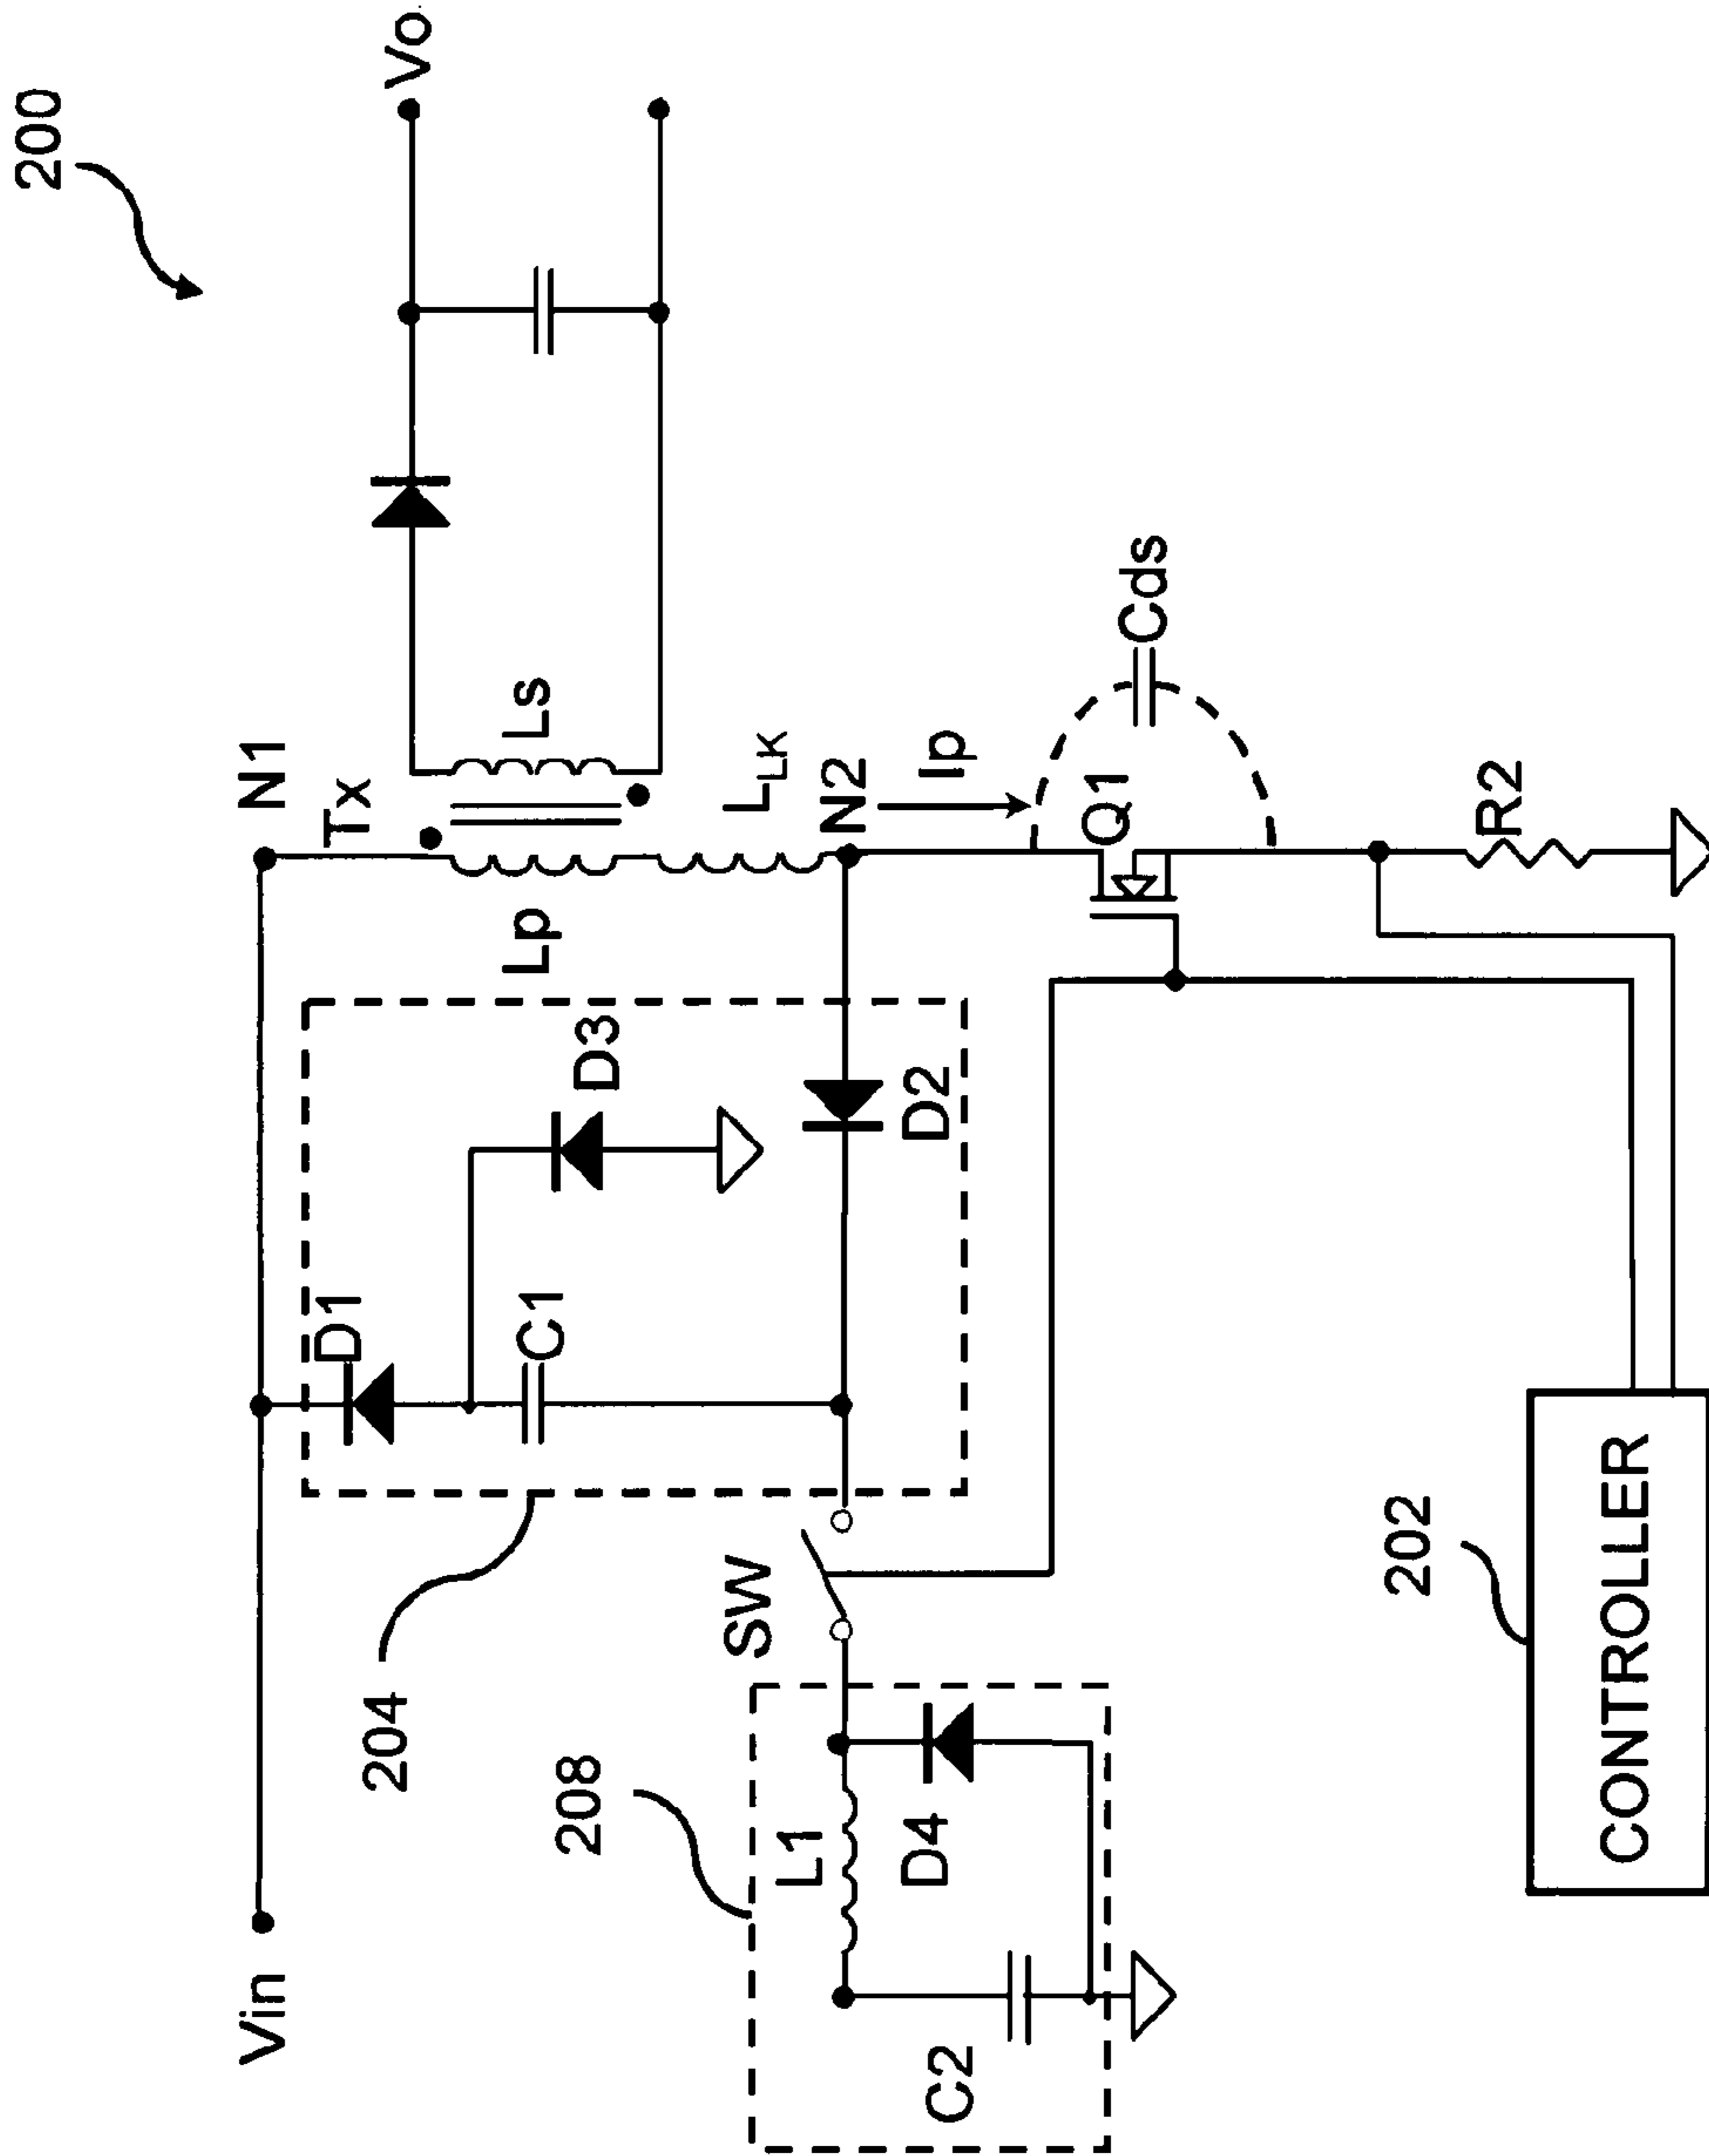 200
Vo
N1
Tx
Lp
Ls
LLK
N2
Ip
Cds
Q1
R2
D1
D3
C1
D2
204
SW
208
L1
D4
C2
Vin
202
CONTROLLER